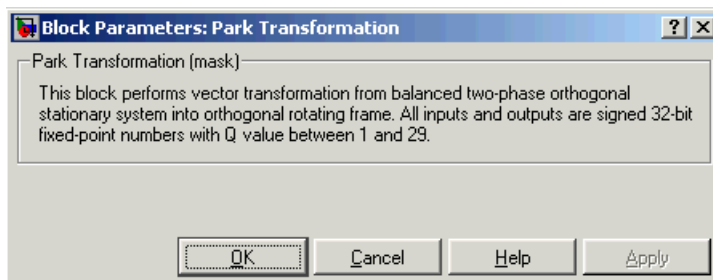 Block Parameters: Park Transformation
Park Transformation (mask)
This block performs vector transformation from balanced two-phase orthogonal
stationary system into orthogonal rotating frame. All inputs and outputs are signed 32-bit
fixed-point numbers with Q value between 1 and 29.
OK Cancel Help Apply